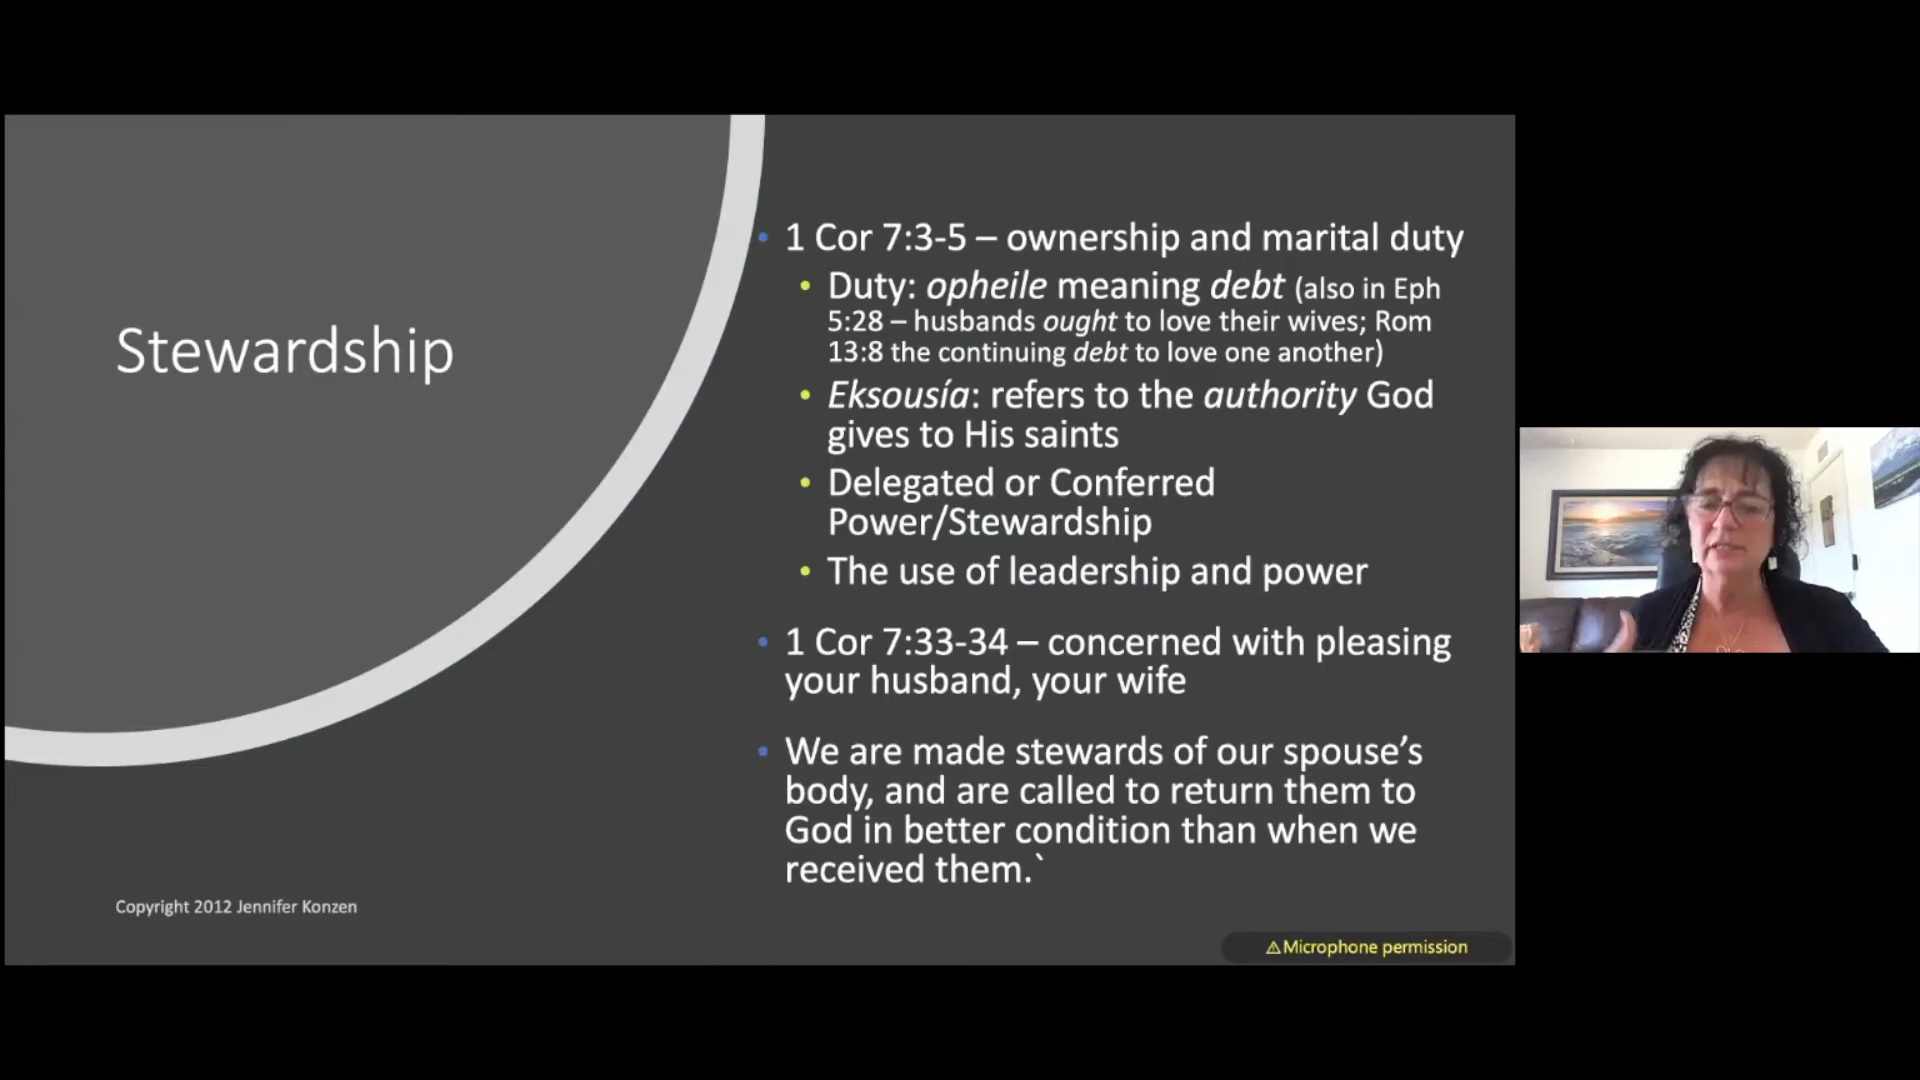 Stewardship
1 Cor 7:3-5 – ownership and marital duty
Duty: opheile meaning debt (also in Eph
5:28 – husbands ought to love their wives; Rom
13:8 the continuing debt to love one another)
Eksousía: refers to the authority God
gives to His saints
Delegated or Conferred
Power/Stewardship
The use of leadership and power
1 Cor 7:33-34 – concerned with pleasing
your husband, your wife
We are made stewards of our spouse’s
body, and are called to return them to
God in better condition than when we
received them.`
Copyright 2012 Jennifer Konzen
⚠Microphone permission